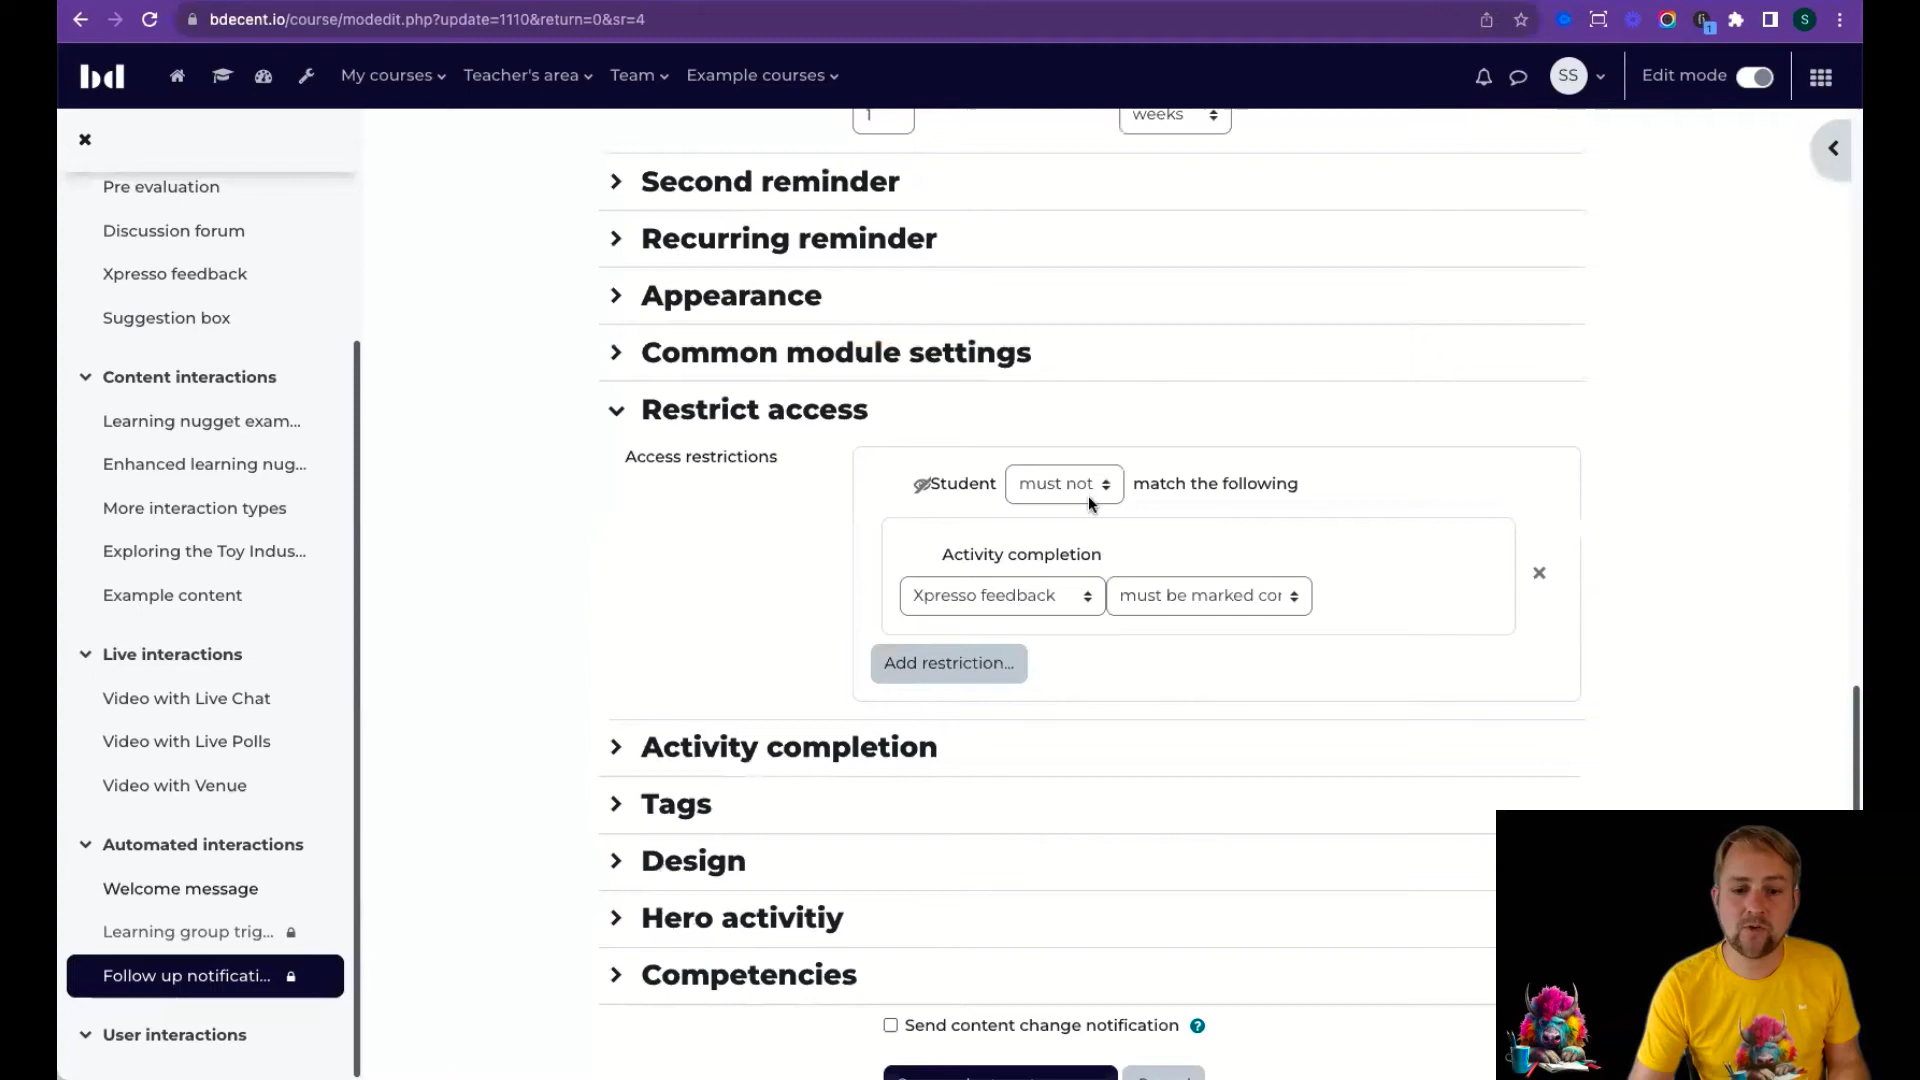 bdecent.io/course/modedit.php?update=1110&return=0&sr=4
S
1
bd
My courses
Teacher's area
Team
Example courses
SS
Edit mode
1
weeks
Pre evaluation
Discussion forum
Xpresso feedback
Suggestion box
Content interactions
Learning nugget exam...
Enhanced learning nug...
More interaction types
Exploring the Toy Indus...
Example content
Live interactions
Video with Live Chat
Video with Live Polls
Video with Venue
Automated interactions
Welcome message
Learning group trig...
Follow up notificati...
User interactions
Second reminder
Recurring reminder
Appearance
Common module settings
Restrict access
Access restrictions
Student must not match the following
Activity completion
Xpresso feedback
must be marked cor
Add restriction...
Activity completion
Tags
Design
Hero activitiy
Competencies
Send content change notification ?